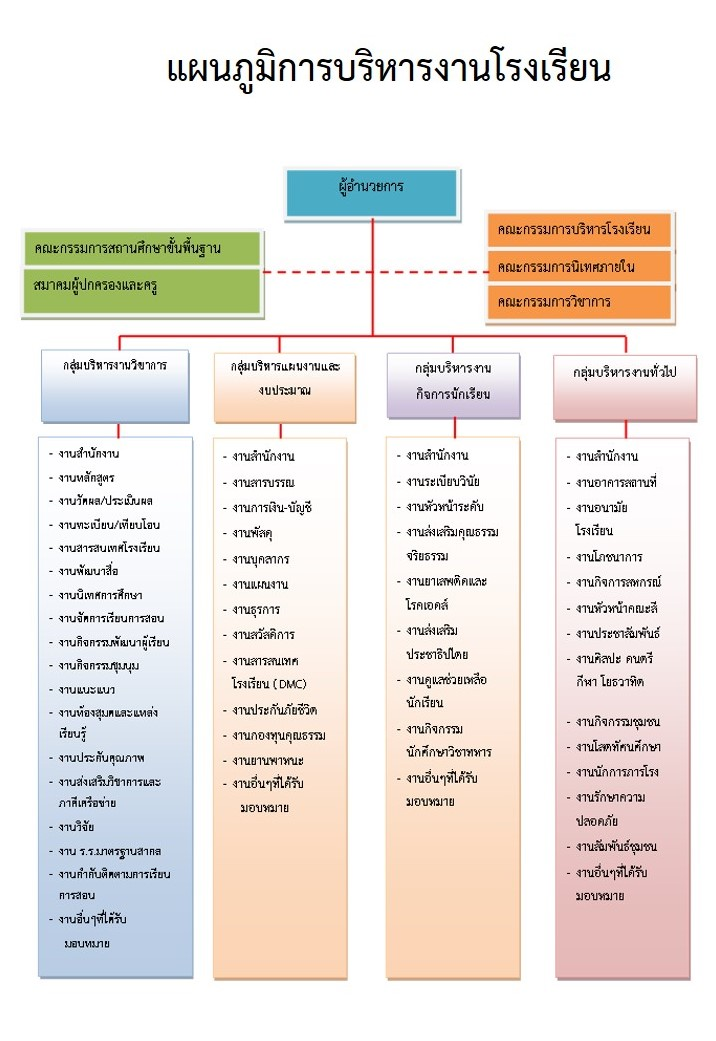 แผนภูมิการบริหารงานโรงเรียน
ผู้อำนวยการ
คณะกรรมการสถานศึกษาขั้นพื้นฐาน
สมาคมผู้ปกครองและครู
คณะกรรมการบริหารโรงเรียน
คณะกรรมการนิเทศภายใน
คณะกรรมการวิชาการ
กลุ่มบริหารงานวิชาการ
- งานสำนักงาน
- งานหลักสูตร
- งานวัดผล/ประเมินผล
- งานทะเบียน/เทียบโอน
- งานสารสนเทศโรงเรียน
- งานพัฒนาสื่อ
- งานนิเทศการศึกษา
- งานจัดการเรียนการสอน
- งานกิจกรรมพัฒนาผู้เรียน
- งานกิจกรรมชุมนุม
- งานแนะแนว
- งานห้องสมุดและแหล่ง
เรียนรู้
- งานประกันคุณภาพ
- งานส่งเสริมวิชาการและ
ภาคีเครือข่าย
- งานวิจัย
- งาน ร.ร.มาตรฐานสากล
- งานกำกับติดตามการเรียน
การสอน
- งานอื่นๆที่ได้รับ
มอบหมาย
กลุ่มบริหารแผนงานและ
งบประมาณ
- งานสำนักงาน
- งานสารบรรณ
- งานการเงิน-บัญชี
- งานพัสดุ
- งานบุคลากร
- งานแผนงาน
- งานธุรการ
- งานสวัสดิการ
- งานสารสนเทศ
โรงเรียน (DMC)
- งานประกันภัยชีวิต
- งานกองทุนคุณธรรม
- งานยานพาหนะ
- งานอื่นๆที่ได้รับ
มอบหมาย
กลุ่มบริหารงาน
กิจการนักเรียน
- งานสำนักงาน
- งานระเบียบวินัย
- งานหัวหน้าระดับ
- งานส่งเสริมคุณธรรม
จริยธรรม
- งานยาเสพติดและ
โรคเอดส์
- งานส่งเสริม
ประชาธิปไตย
- งานดูแลช่วยเหลือ
นักเรียน
- งานกิจกรรม
นักศึกษาวิชาทหาร
- งานอื่นๆที่ได้รับ
มอบหมาย
กลุ่มบริหารงานทั่วไป
- งานสำนักงาน
- งานอาคารสถานที่
- งานอนามัย
โรงเรียน
- งานโภชนาการ
- งานกิจการสหกรณ์
- งานหัวหน้าคณะสี
- งานประชาสัมพันธ์
- งานศิลปะ ดนตรี
กีฬา โยธวาทิต
- งานกิจกรรมชุมชน
- งานโสตทัศนศึกษา
- งานนักการภารโรง
- งานรักษาความ
ปลอดภัย
- งานสัมพันธ์ชุมชน
- งานอื่นๆที่ได้รับ
มอบหมาย